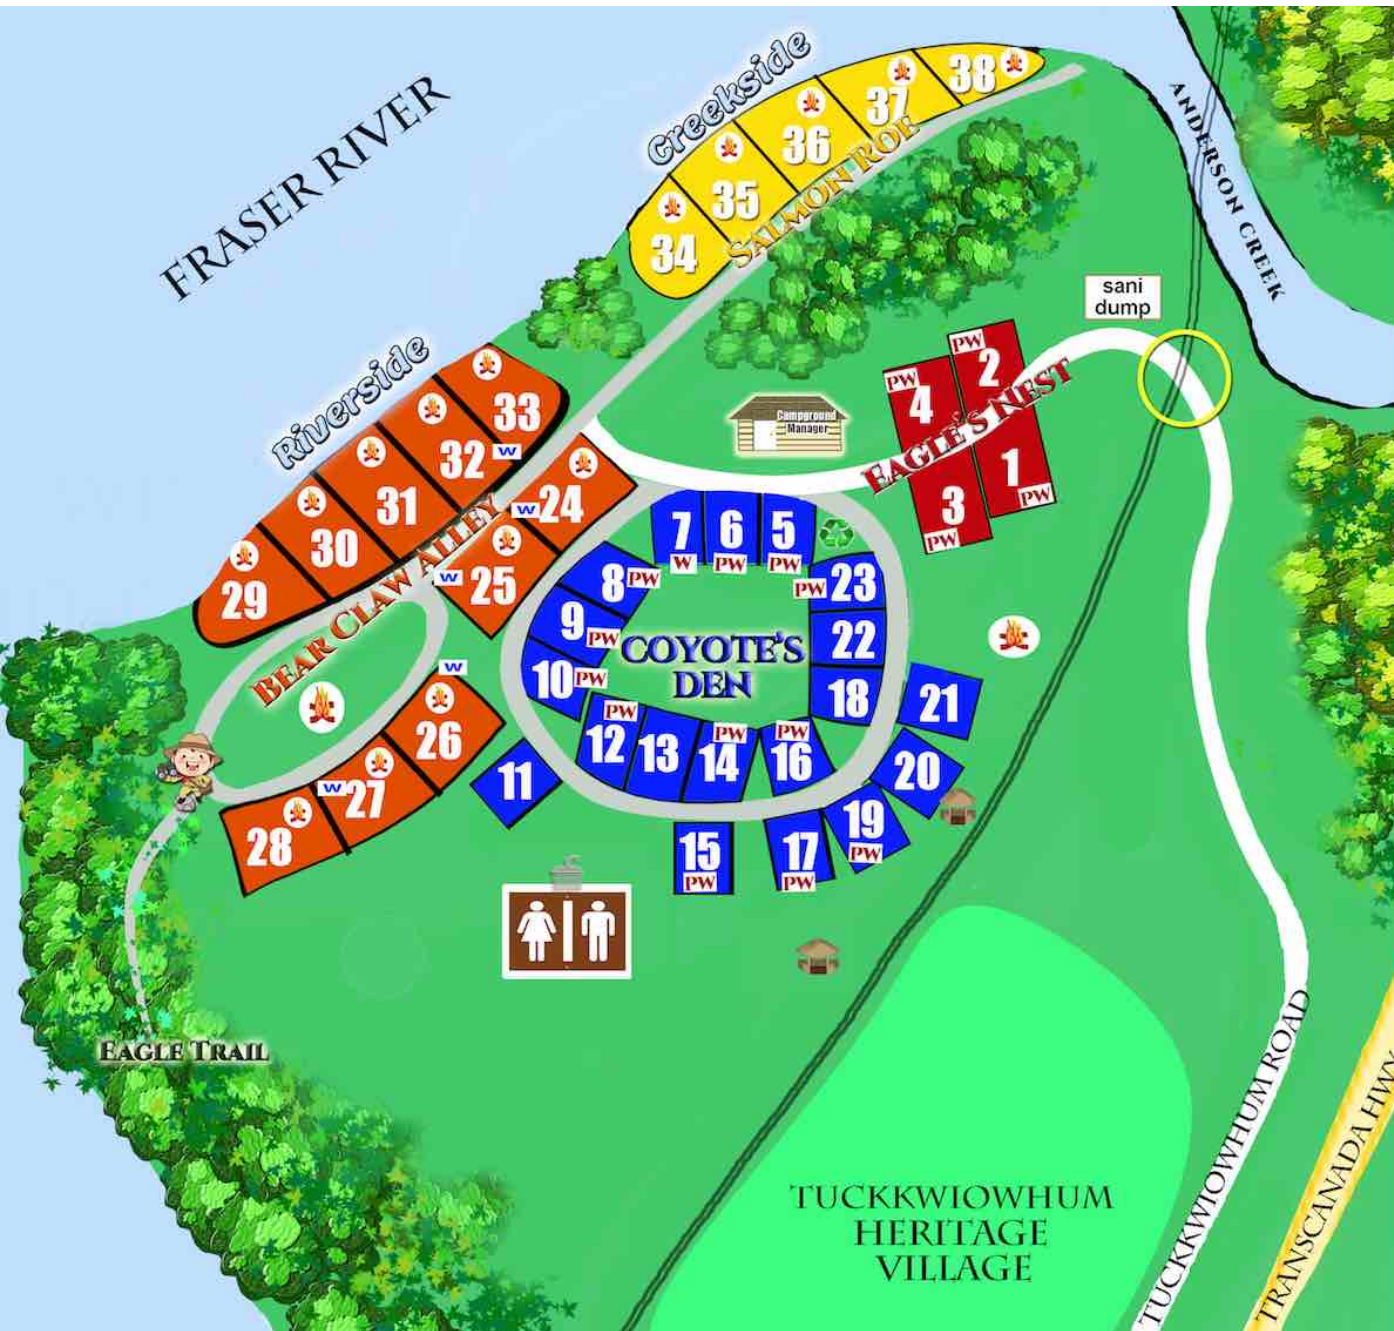 Creekside
38
37
36
35
34
SALMON ROE
FRASER RIVER
ANDERSON CREEK
sani
dump
Riverside
33
32
W
31
30
29
BEAR CLAW ALLEY
W
24
W
25
W
26
W
27
28
Campground
Manager
PW
2
PW
4
EAGLE'S NEST
1
PW
3
PW
7
W
6
PW
5
PW
8
PW
9
PW
10
PW
COYOTE'S
DEN
PW
23
22
18
21
20
PW
12
13
PW
14
PW
16
11
15
PW
17
PW
19
PW
EAGLE TRAIL
TUCKKWIOWHUM
HERITAGE
VILLAGE
TUCKKWIOWHUM ROAD
TRANSCANADA HWY